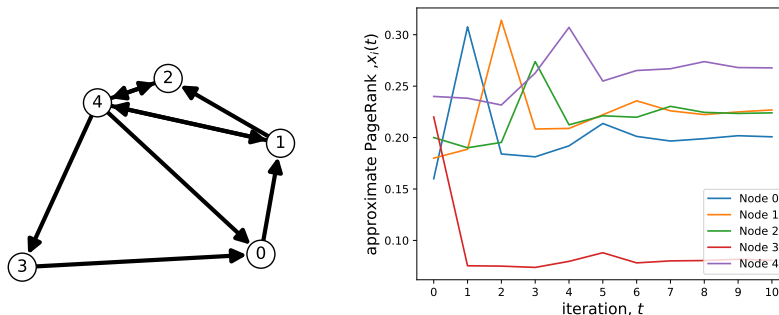 2
4
1
0
3
0.30
0.25
0.20
0.15
0.10
approximate PageRank ,x_i(t)
Node 0
Node 1
Node 2
Node 3
Node 4
0 1 2 3 4 5 6 7 8 9 10
iteration, t